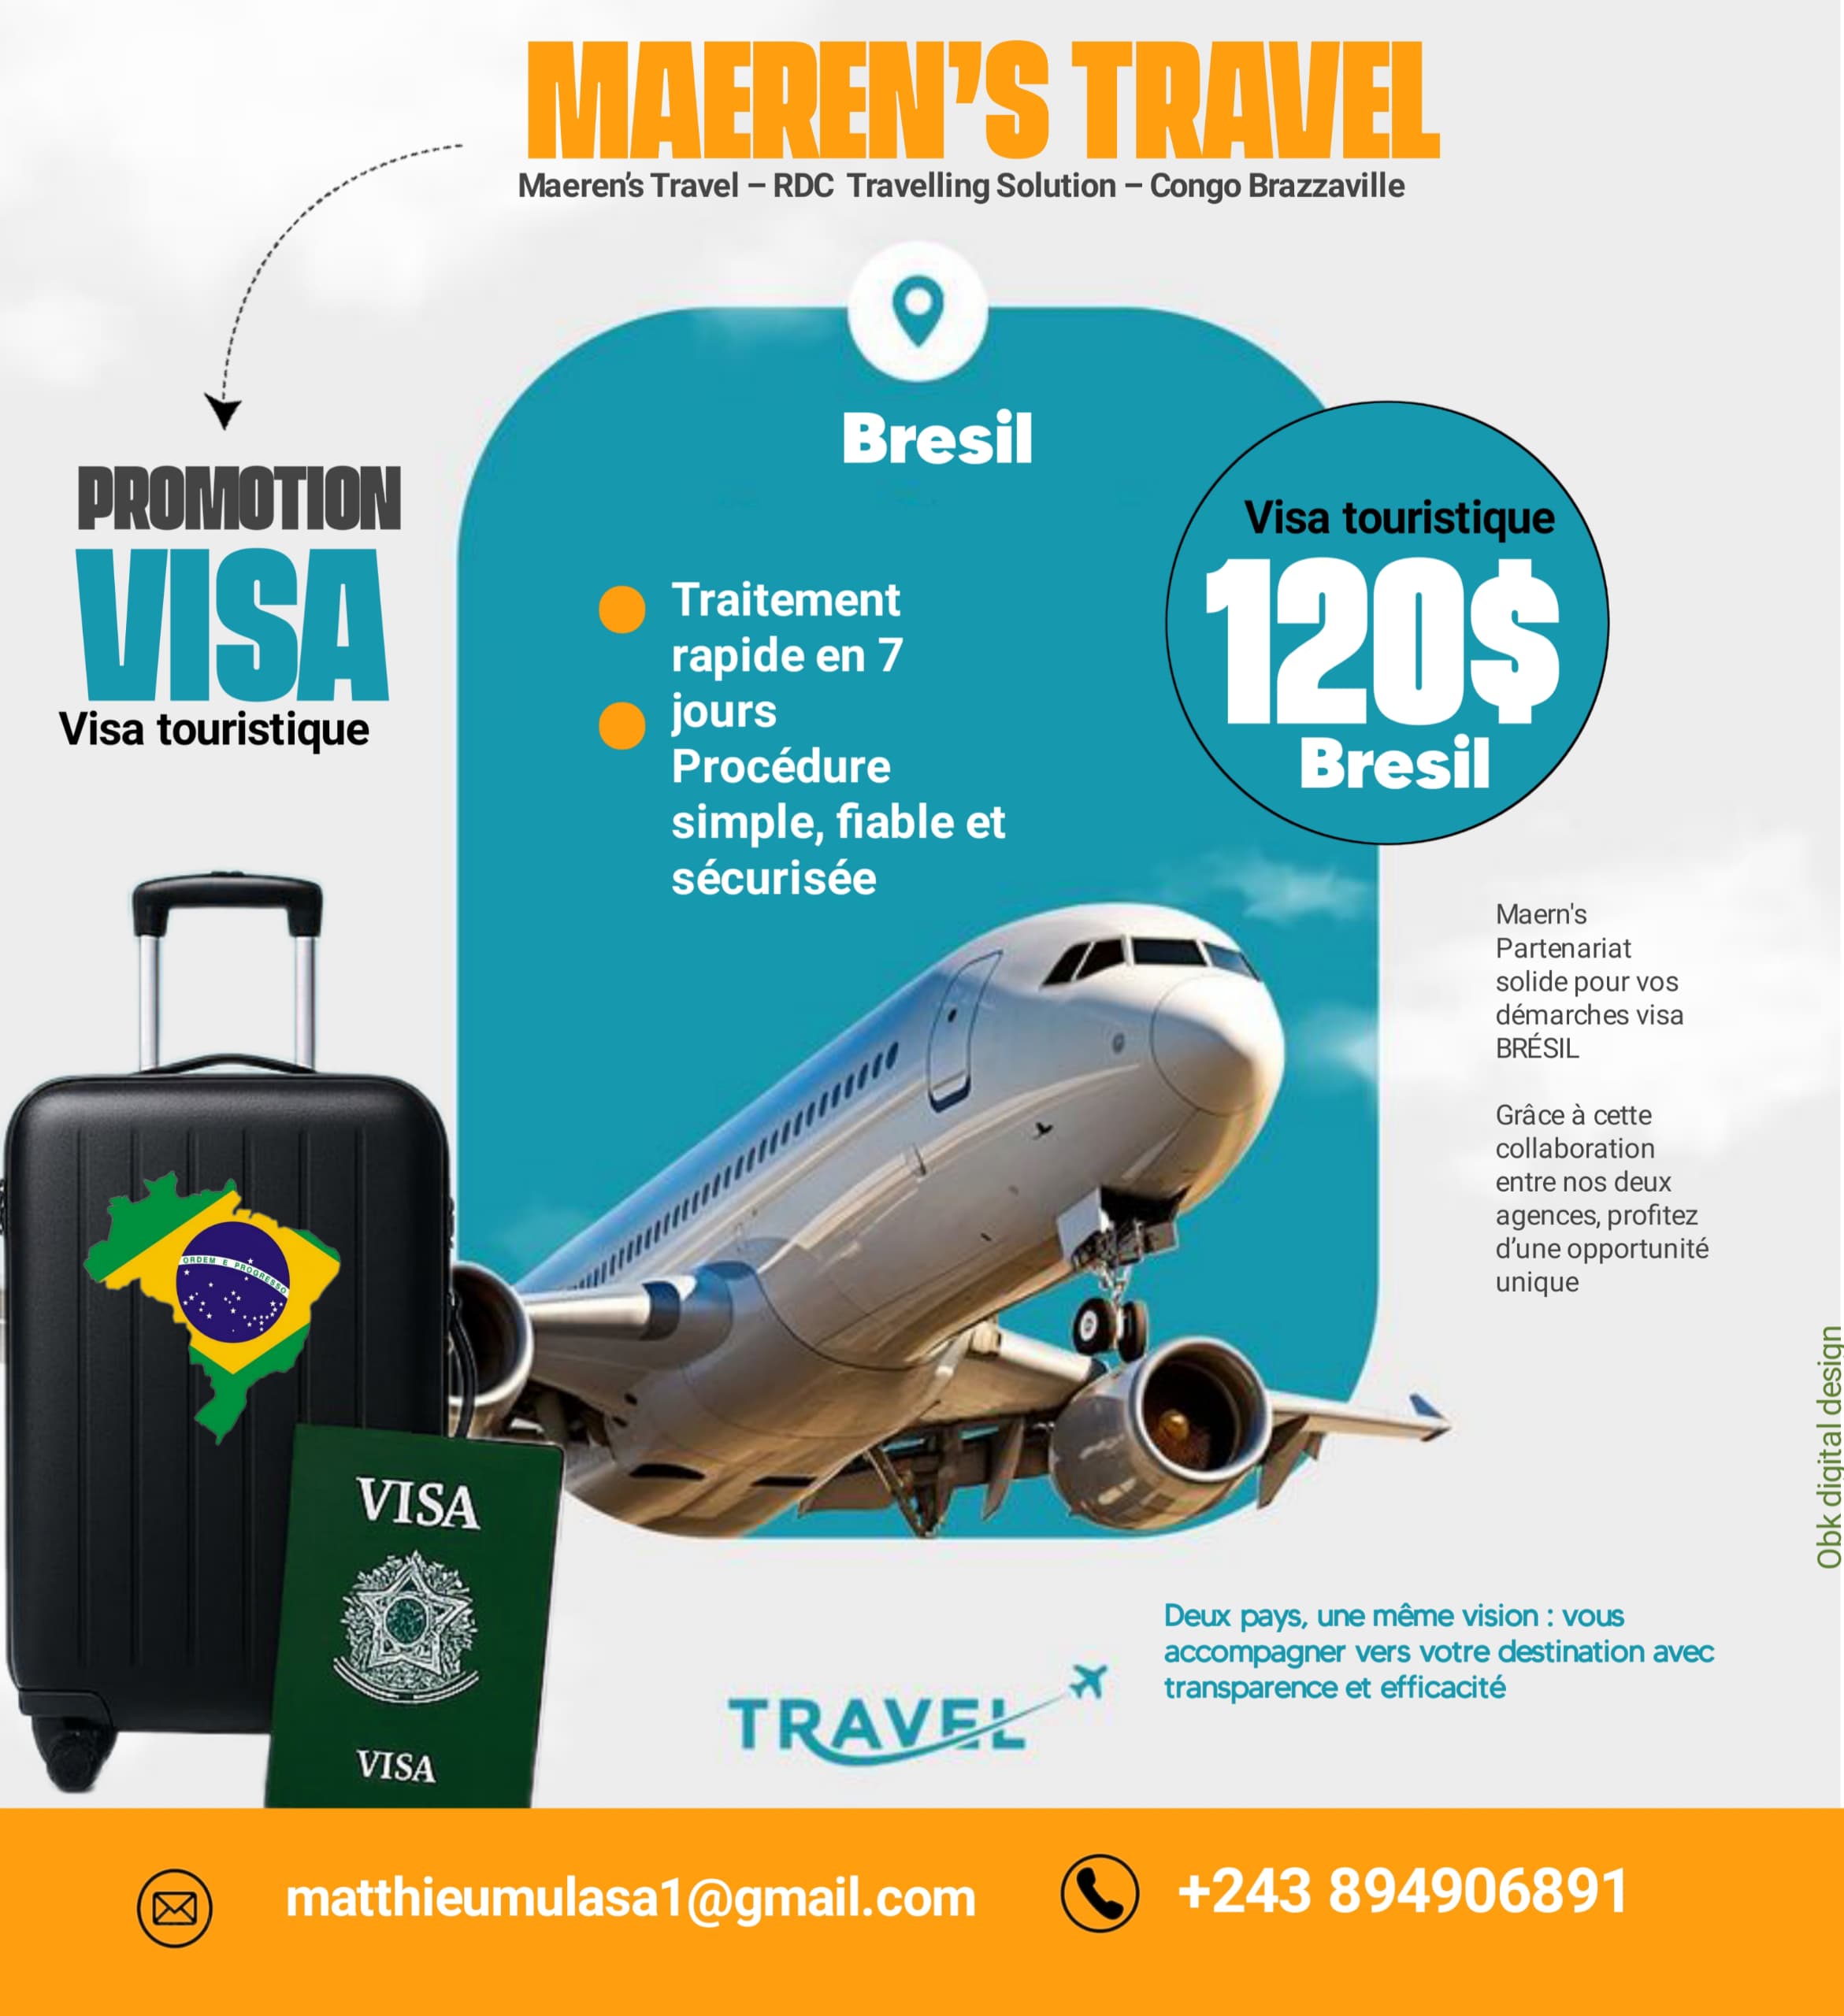 MAEREN'S TRAVEL
Maeren's Travel – RDC Travelling Solution – Congo Brazzaville
Bresil
PROMOTION
VISA
Visa touristique
Traitement
rapide en 7
jours
Procédure
simple, fiable et
sécurisée
Visa touristique
120$
Bresil
Maern's
Partenariat
solide pour vos
démarches visa
BRÉSIL
Grâce à cette
collaboration
entre nos deux
agences, profitez
d'une opportunité
unique
ORDEM E PROGRESSO
VISA
VISA
Obk digital design
Deux pays, une même vision : vous
accompagner vers votre destination avec
transparence et efficacité
TRAVEL
matthieumulasa1@gmail.com
+243 894906891